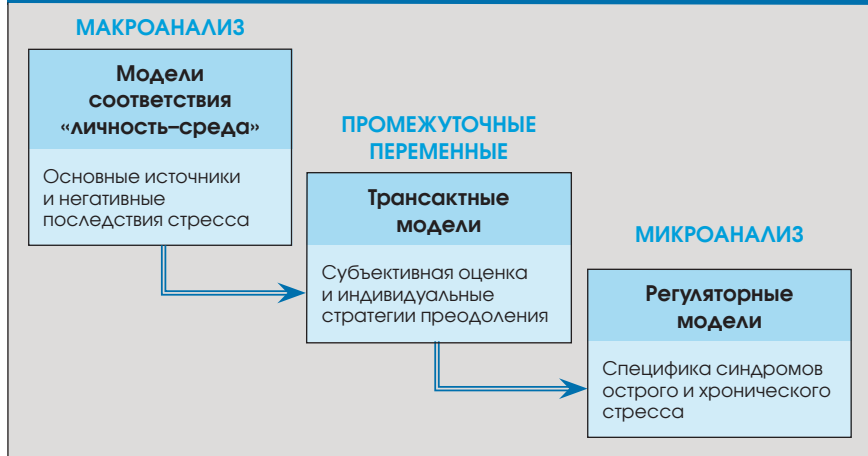 МАКРОАНАЛИЗ
Модели
соответствия
«личность–среда»
Основные источники
и негативные
последствия стресса
ПРОМЕЖУТОЧНЫЕ
ПЕРЕМЕННЫЕ
Трансактные
модели
Субъективная оценка
и индивидуальные
стратегии преодоления
МИКРОАНАЛИЗ
Регуляторные
модели
Специфика синдромов
острого и хронического
стресса